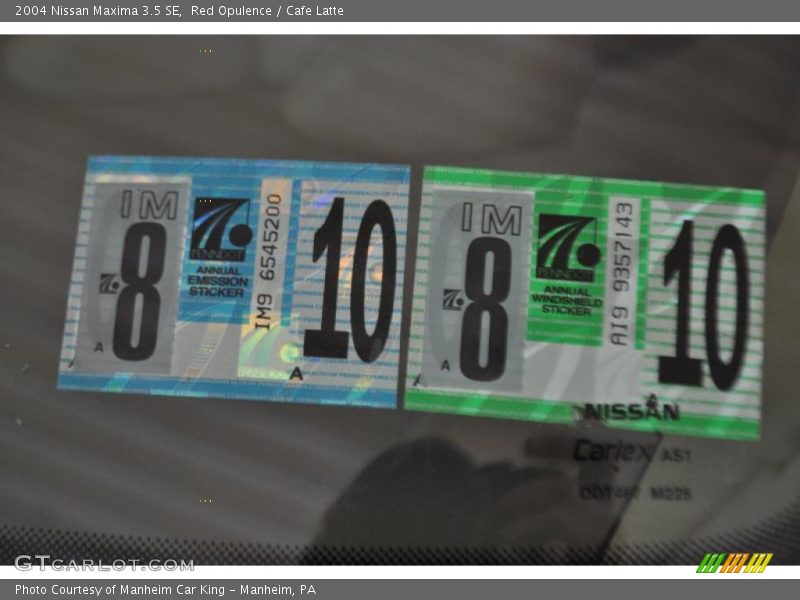 2004 Nissan Maxima 3.5 SE, Red Opulence / Cafe Latte
IM
8
A
PENNDOT
ANNUAL
EMISSION
STICKER
IM9 6545200
10
A
IM
8
A
PENNDOT
ANNUAL
WINDSHIELD
STICKER
AI9 9357143
10
A
NISSAN
Carlex AS1
M226
GTCARLOT.COM
Photo Courtesy of Manheim Car King - Manheim, PA